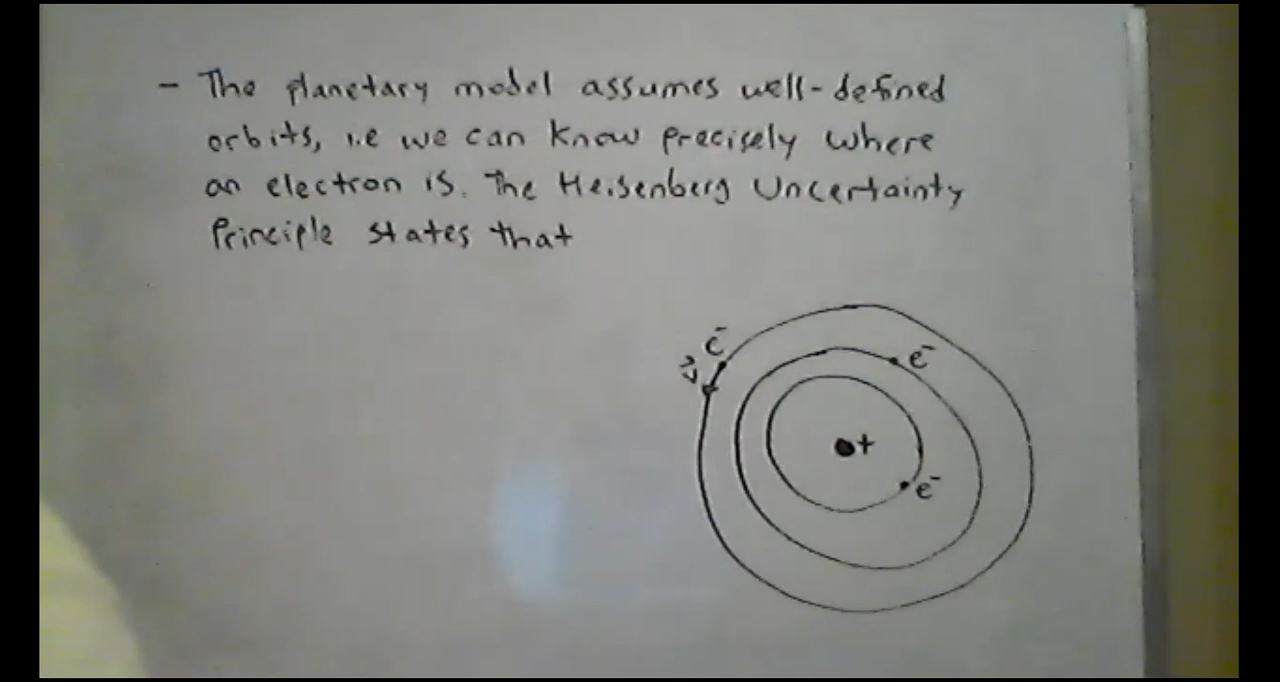 - The planetary model assumes well-defined
orbits, i.e we can know precisely where
an electron is. The Heisenberg Uncertainty
Principle states that
e⁻
e⁻
v⃗
+
e⁻